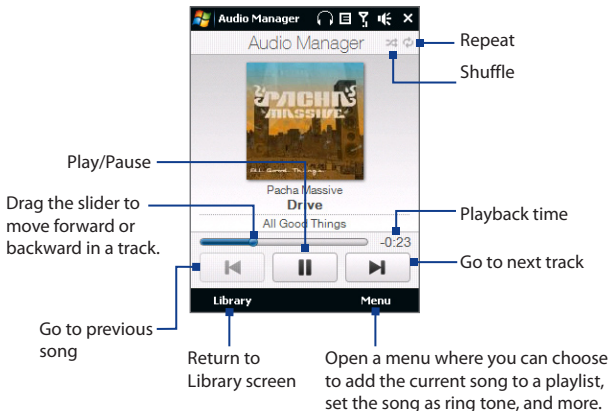 Audio Manager
Audio Manager
Repeat
Shuffle
PACHA
MASSIVE
All Good Things
Play/Pause
Pacha Massive
Drive
All Good Things
Drag the slider to
move forward or
backward in a track.
Playback time
-0:23
Go to next track
Library
Menu
Go to previous
song
Return to
Library screen
Open a menu where you can choose
to add the current song to a playlist,
set the song as ring tone, and more.